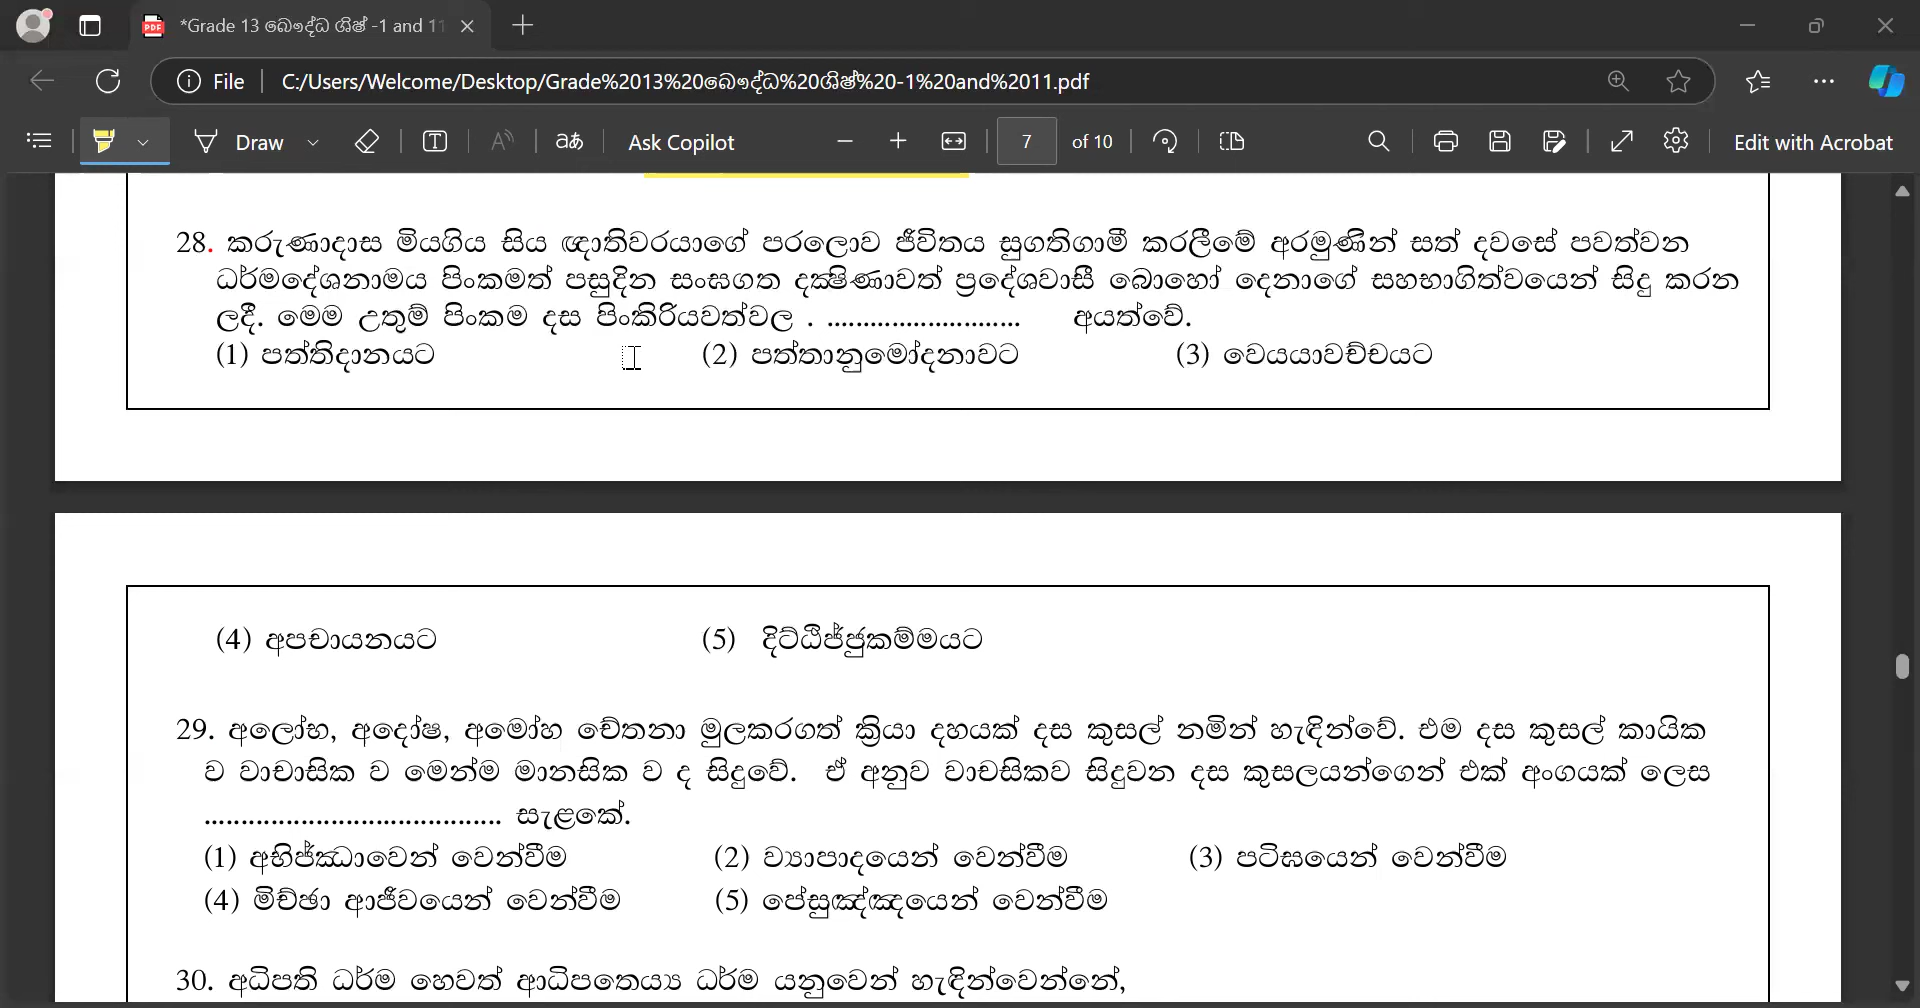 *Grade 13 බෞද්ධ ශිෂ් -1 and 11
File
C:/Users/Welcome/Desktop/Grade%2013%20බෞද්ධ%20ශිෂ්%20-1%20and%2011.pdf
Draw
Ask Copilot
7 of 10
Edit with Acrobat
28. කරුණාදාස මියගිය සිය ඥාතිවරයාගේ පරලොව ජීවිතය සුගතිගාමී කරලීමේ අරමුණින් සත් දවසේ පවත්වන
ධර්මදේශනාමය පිංකමත් පසුදින සංඝගත දක්ෂිණාවත් ප්‍රදේශවාසී බොහෝ දෙනාගේ සහභාගිත්වයෙන් සිදු කරන
ලදී. මෙම උතුම් පිංකම දස පිංකිරියවත්වල . ........................... අයත්වේ.
(1) පත්තිදානයට (2) පත්තානුමෝදනාවට (3) වෙයයාවච්චයට
(4) අපචායනයට (5) දිට්ඨිජ්ජුකම්මයට
29. අලෝභ, අදෝෂ, අමෝහ චේතනා මුලකරගත් ක්‍රියා දහයක් දස කුසල් නමින් හැඳින්වේ. එම දස කුසල් කායික
ව වාචාසික ව මෙන්ම මානසික ව ද සිදුවේ. ඒ අනුව වාචසිකව සිදුවන දස කුසලයන්ගෙන් එක් අංගයක් ලෙස
........................................ සැළකේ.
(1) අභිජ්ඣාවෙන් වෙන්වීම (2) ව්‍යාපාදයෙන් වෙන්වීම (3) පටිඝයෙන් වෙන්වීම
(4) මිච්ඡා ආජීවයෙන් වෙන්වීම (5) පේසුඤ්ඤයෙන් වෙන්වීම
30. අධිපති ධර්ම හෙවත් ආධිපතෙය්‍ය ධර්ම යනුවෙන් හැඳින්වෙන්නේ,